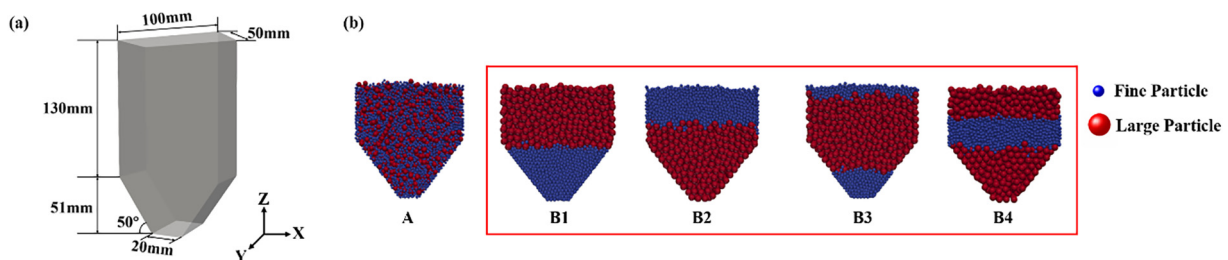 (a)
100mm
50mm
130mm
51mm
50°
20mm
Z
X
Y
(b)
A
B1
B2
B3
B4
Fine Particle
Large Particle